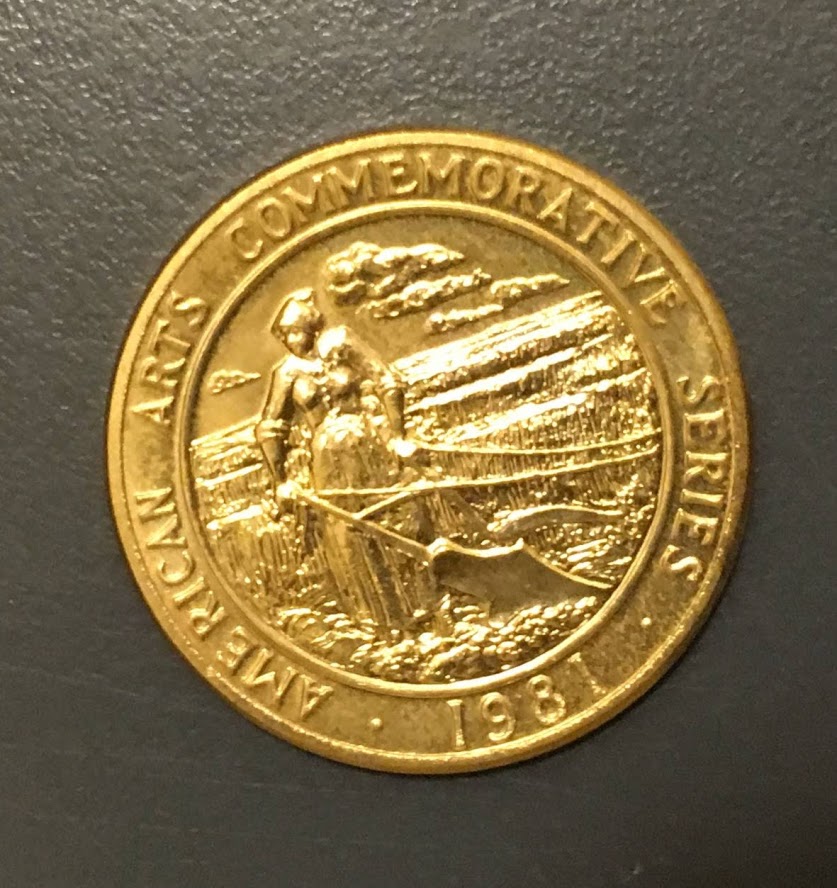 AMERICAN ARTS COMMEMORATIVE SERIES
· 1981 ·